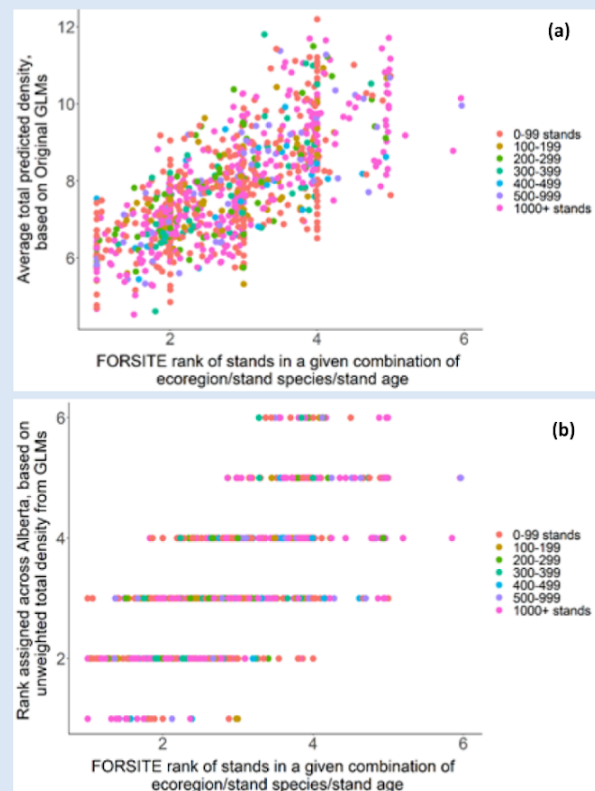 (a)
Average total predicted density,
based on Original GLMs
12
10
8
6
2
4
6
FORSITE rank of stands in a given combination of
ecoregion/stand species/stand age
0-99 stands
100-199
200-299
300-399
400-499
500-999
1000+ stands
(b)
Rank assigned across Alberta, based on
unweighted total density from GLMs
6
4
2
2
4
6
FORSITE rank of stands in a given combination of
ecoregion/stand species/stand age
0-99 stands
100-199
200-299
300-399
400-499
500-999
1000+ stands